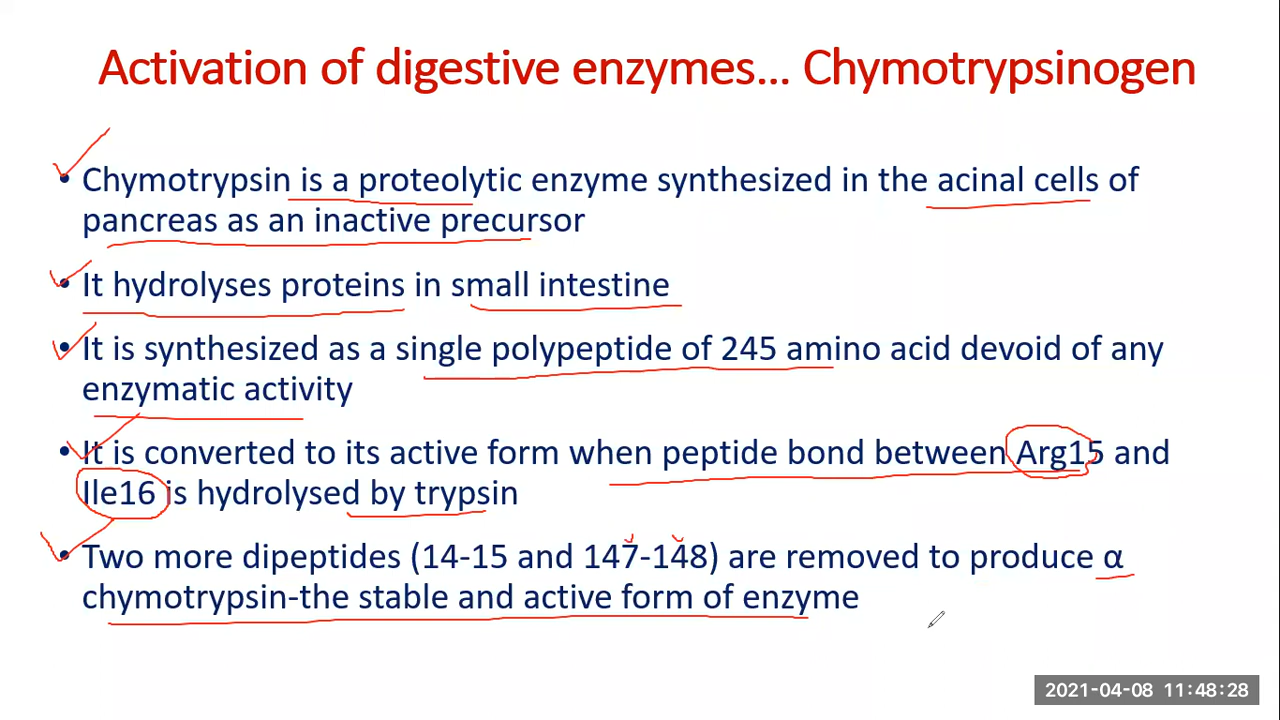 Activation of digestive enzymes... Chymotrypsinogen
• Chymotrypsin is a proteolytic enzyme synthesized in the acinal cells of
pancreas as an inactive precursor
• It hydrolyses proteins in small intestine
• It is synthesized as a single polypeptide of 245 amino acid devoid of any
enzymatic activity
• It is converted to its active form when peptide bond between Arg15 and
Ile16 is hydrolysed by trypsin
• Two more dipeptides (14-15 and 147-148) are removed to produce α
chymotrypsin-the stable and active form of enzyme
2021-04-08 11:48:28